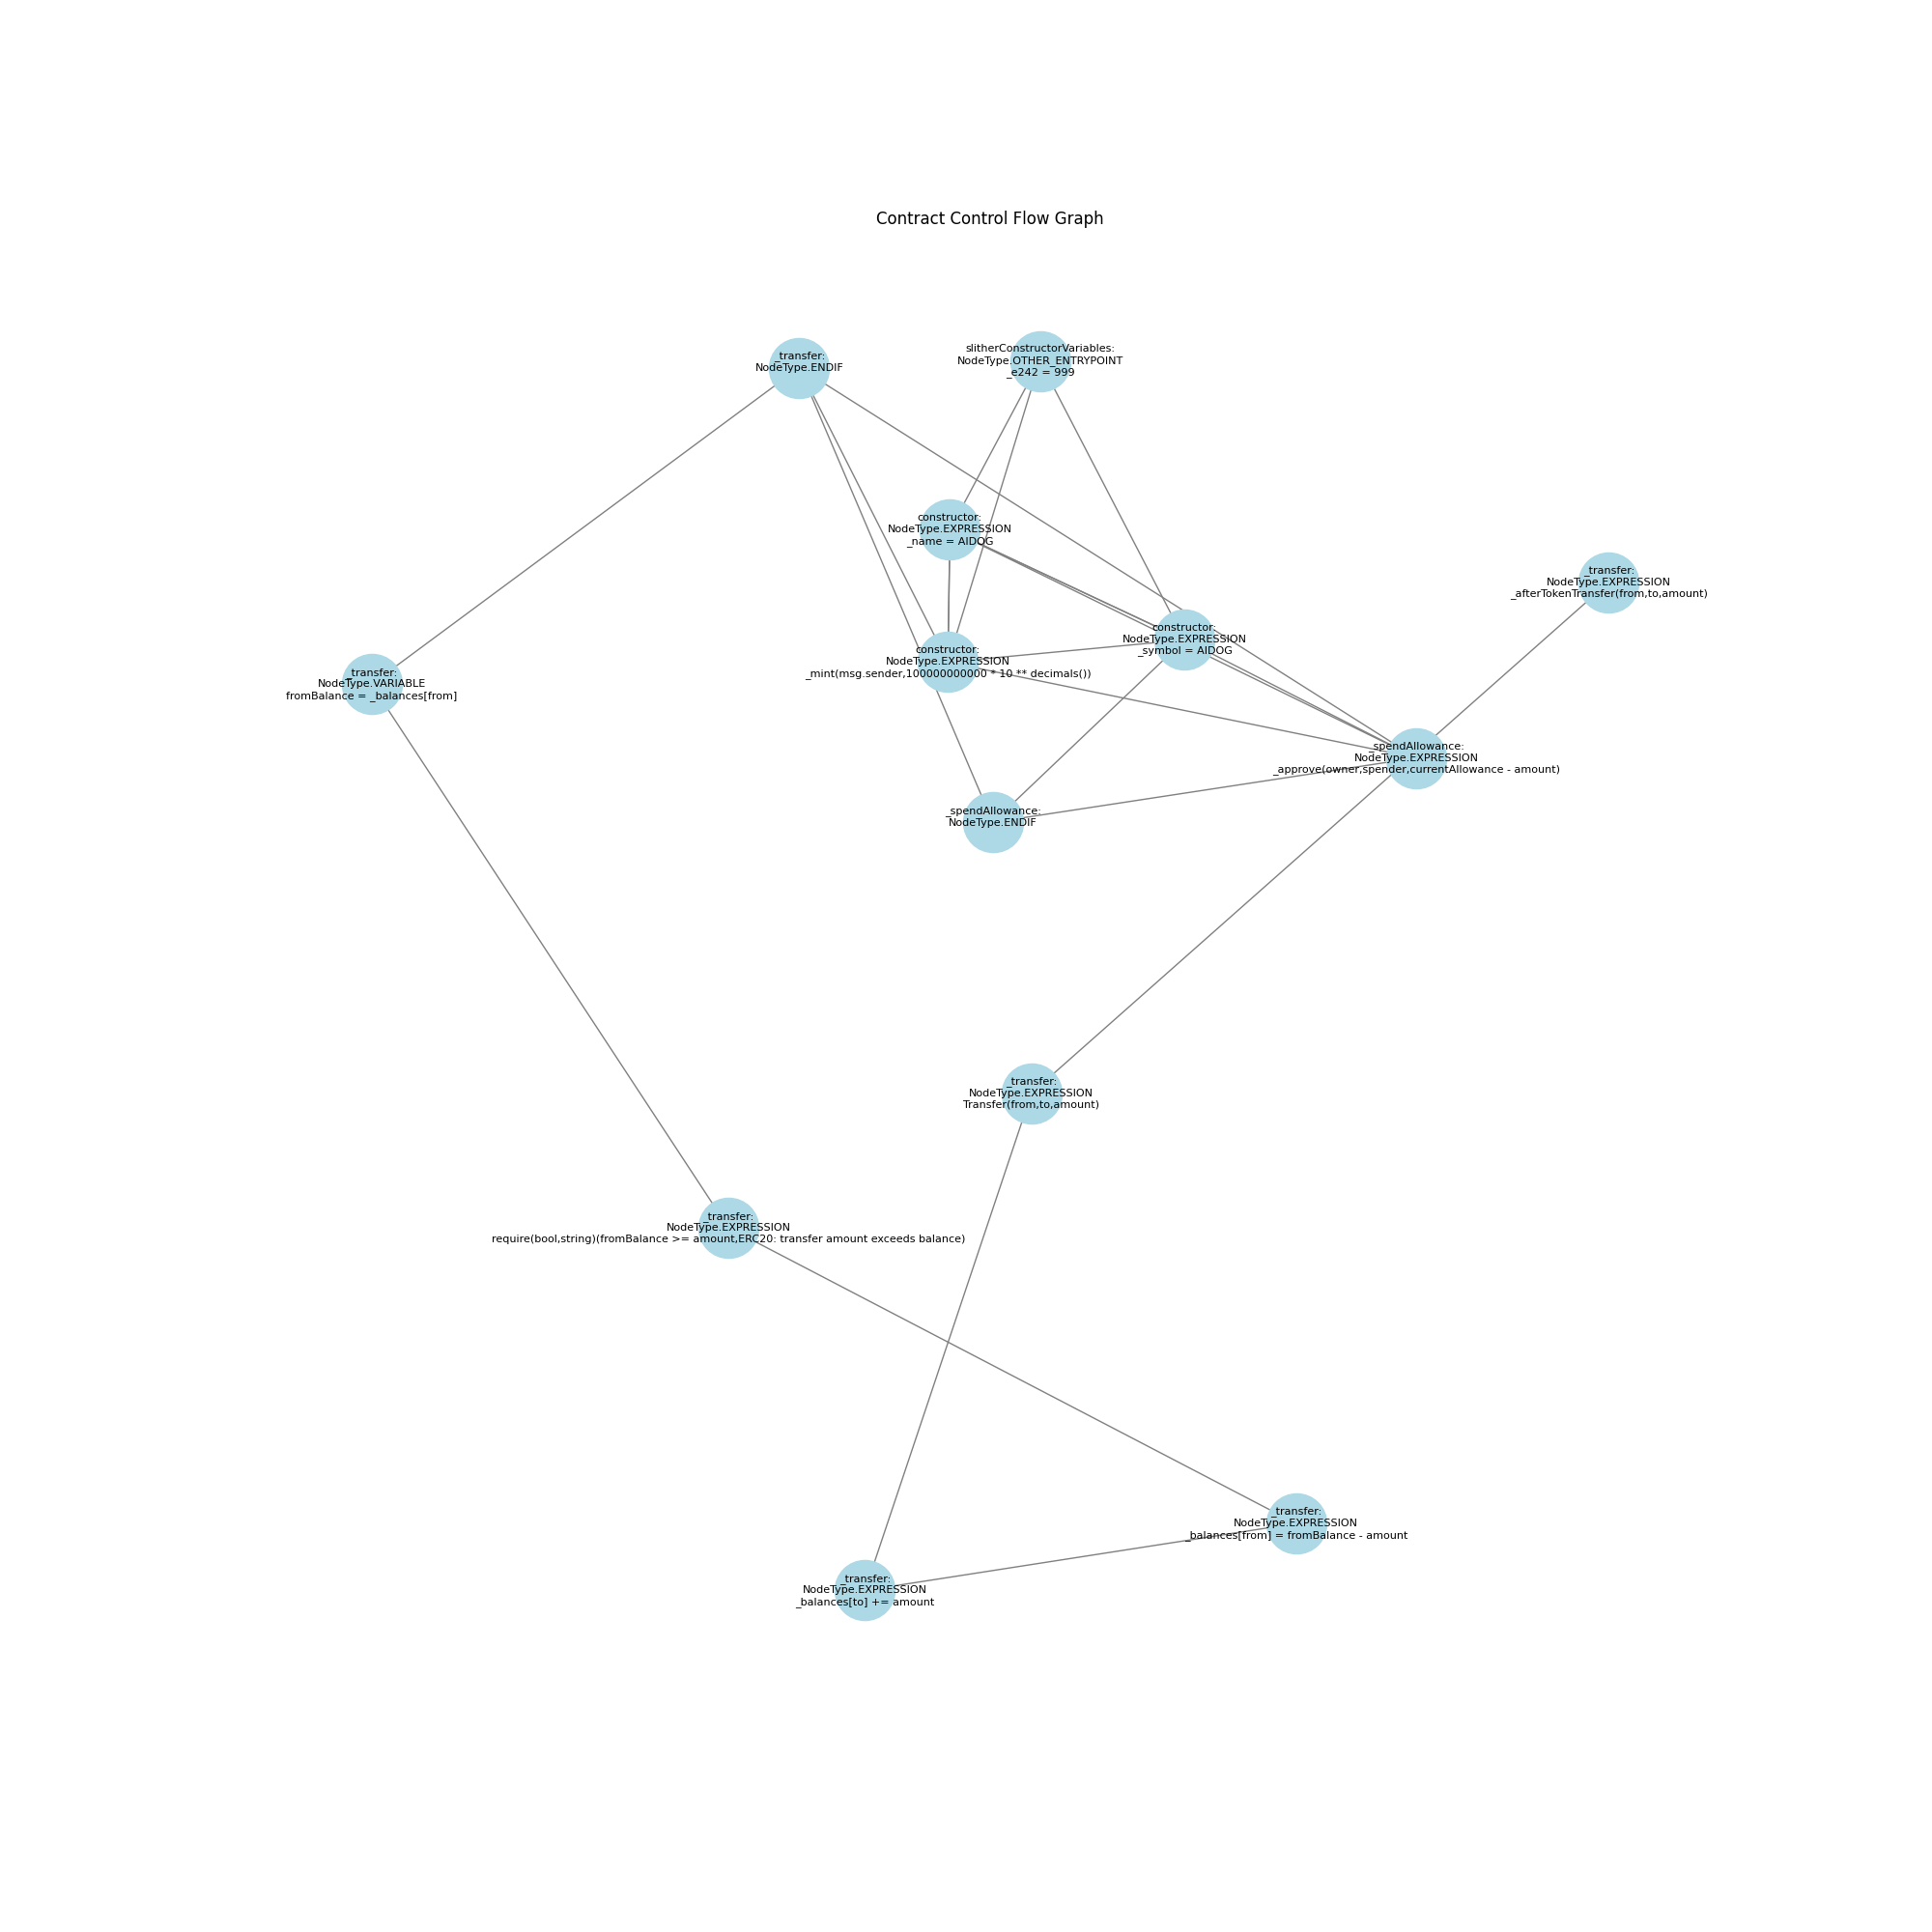 Contract Control Flow Graph
_transfer:
NodeType.ENDIF
slitherConstructorVariables:
NodeType.OTHER_ENTRYPOINT
_e242 = 999
constructor:
NodeType.EXPRESSION
_name = AIDOG
_transfer:
NodeType.EXPRESSION
_afterTokenTransfer(from,to,amount)
constructor:
NodeType.EXPRESSION
_symbol = AIDOG
constructor:
NodeType.EXPRESSION
_mint(msg.sender,100000000000 * 10 ** decimals())
_transfer:
NodeType.VARIABLE
fromBalance = _balances[from]
_spendAllowance:
NodeType.EXPRESSION
_approve(owner,spender,currentAllowance - amount)
_spendAllowance:
NodeType.ENDIF
_transfer:
NodeType.EXPRESSION
Transfer(from,to,amount)
_transfer:
NodeType.EXPRESSION
require(bool,string)(fromBalance >= amount,ERC20: transfer amount exceeds balance)
_transfer:
NodeType.EXPRESSION
_balances[from] = fromBalance - amount
_transfer:
NodeType.EXPRESSION
_balances[to] += amount